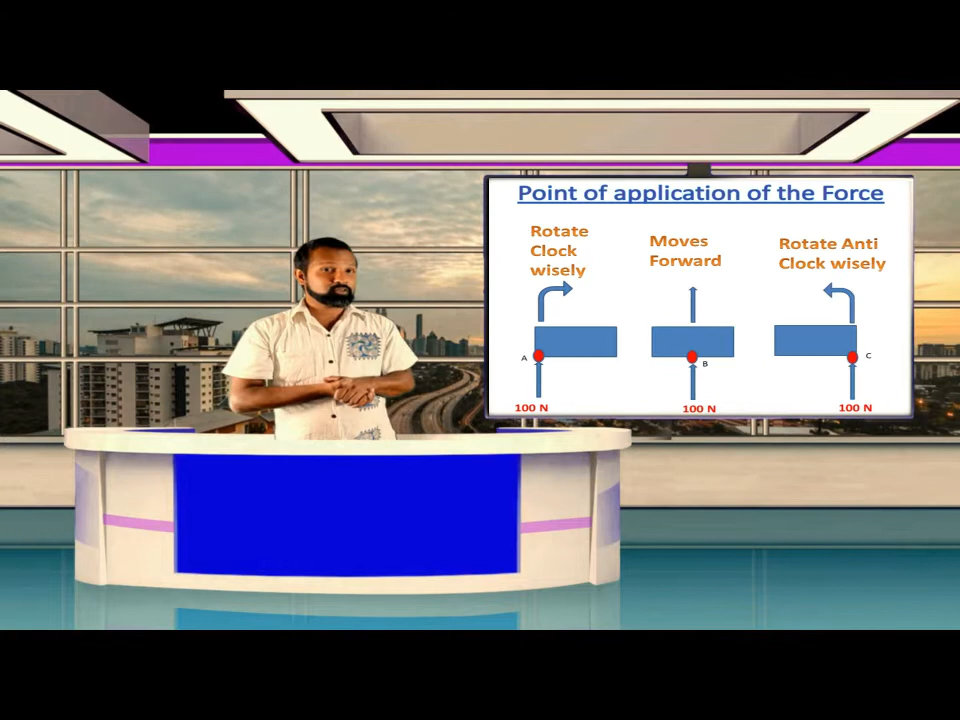 Point of application of the Force
Rotate
Clock
wisely
Moves
Forward
Rotate Anti
Clock wisely
A
B
C
100 N
100 N
100 N